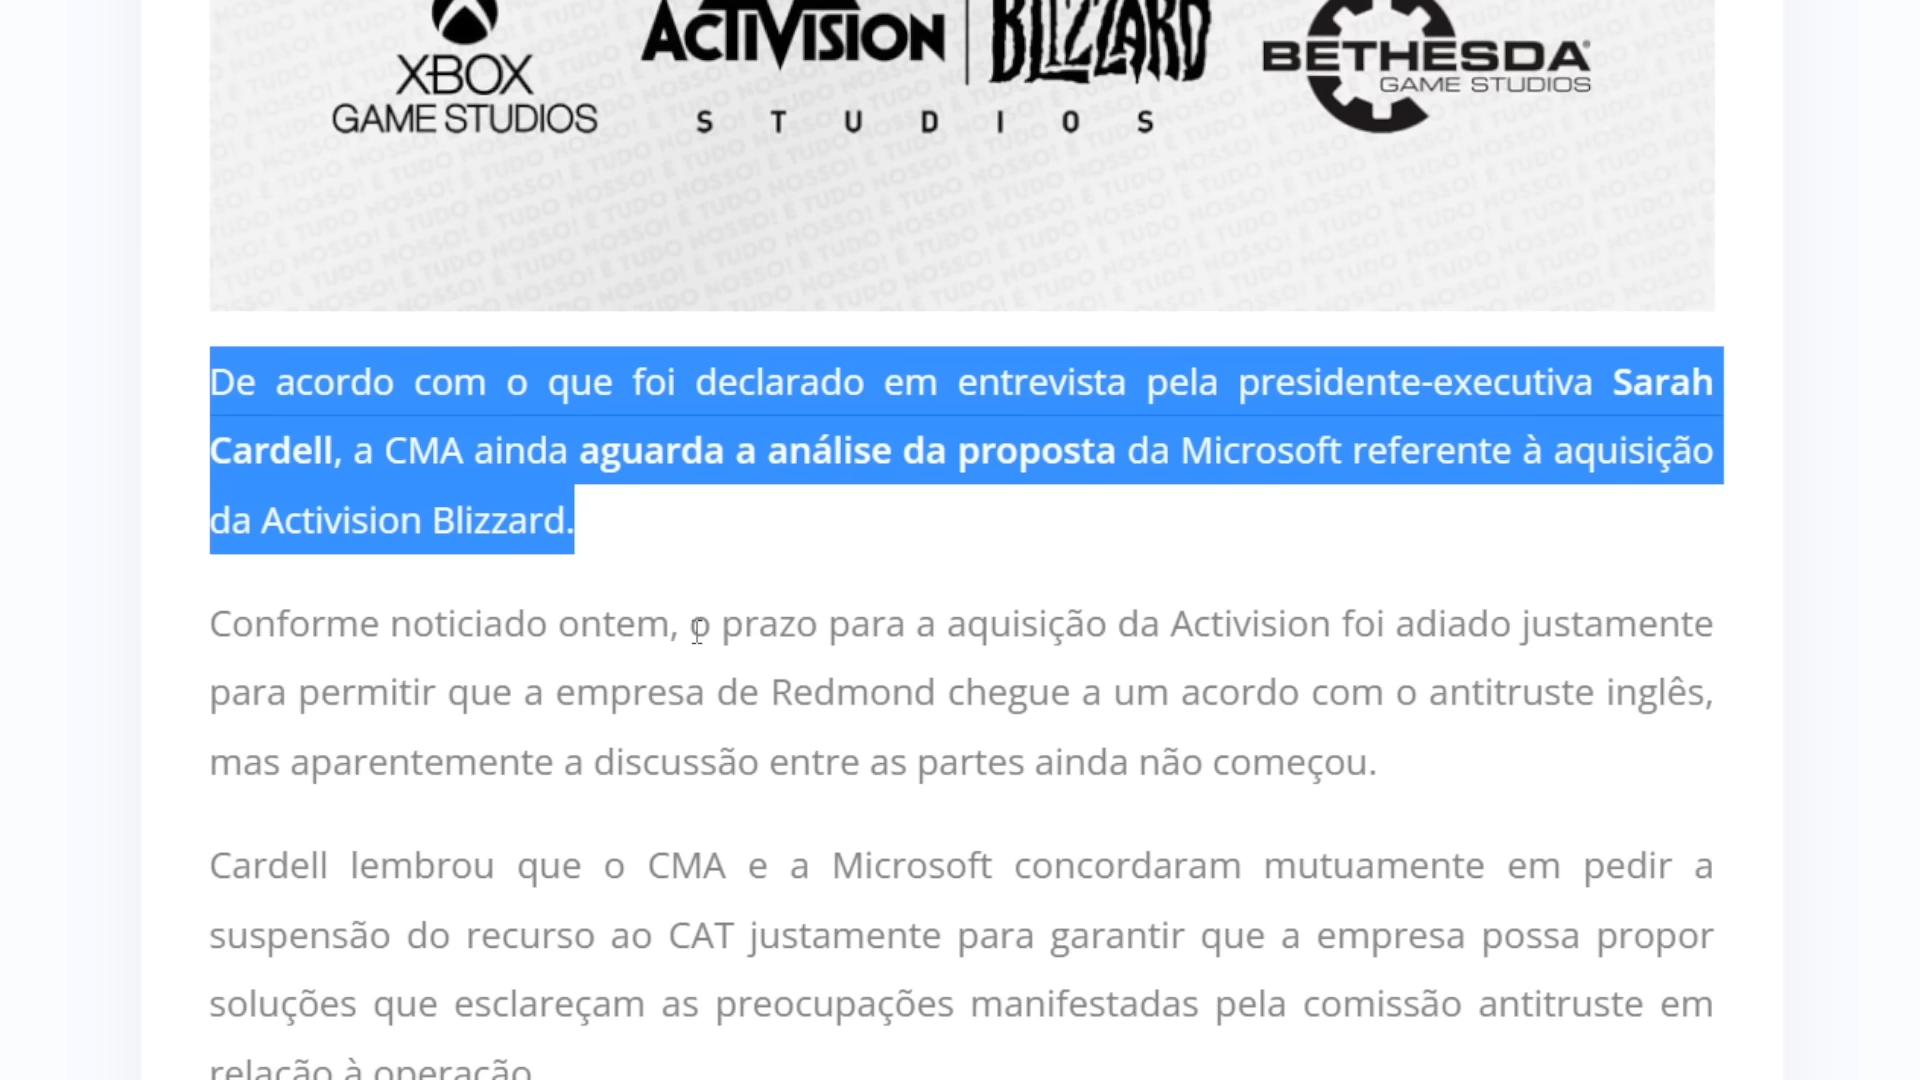 XBOX
GAME STUDIOS
ACTIVISION | BLIZZARD
STUDIOS
BETHESDA
GAME STUDIOS
De acordo com o que foi declarado em entrevista pela presidente-executiva Sarah
Cardell, a CMA ainda aguarda a análise da proposta da Microsoft referente à aquisição
da Activision Blizzard.
Conforme noticiado ontem, o prazo para a aquisição da Activision foi adiado justamente
para permitir que a empresa de Redmond chegue a um acordo com o antitruste inglês,
mas aparentemente a discussão entre as partes ainda não começou.
Cardell lembrou que o CMA e a Microsoft concordaram mutuamente em pedir a
suspensão do recurso ao CAT justamente para garantir que a empresa possa propor
soluções que esclareçam as preocupações manifestadas pela comissão antitruste em
relação à operação